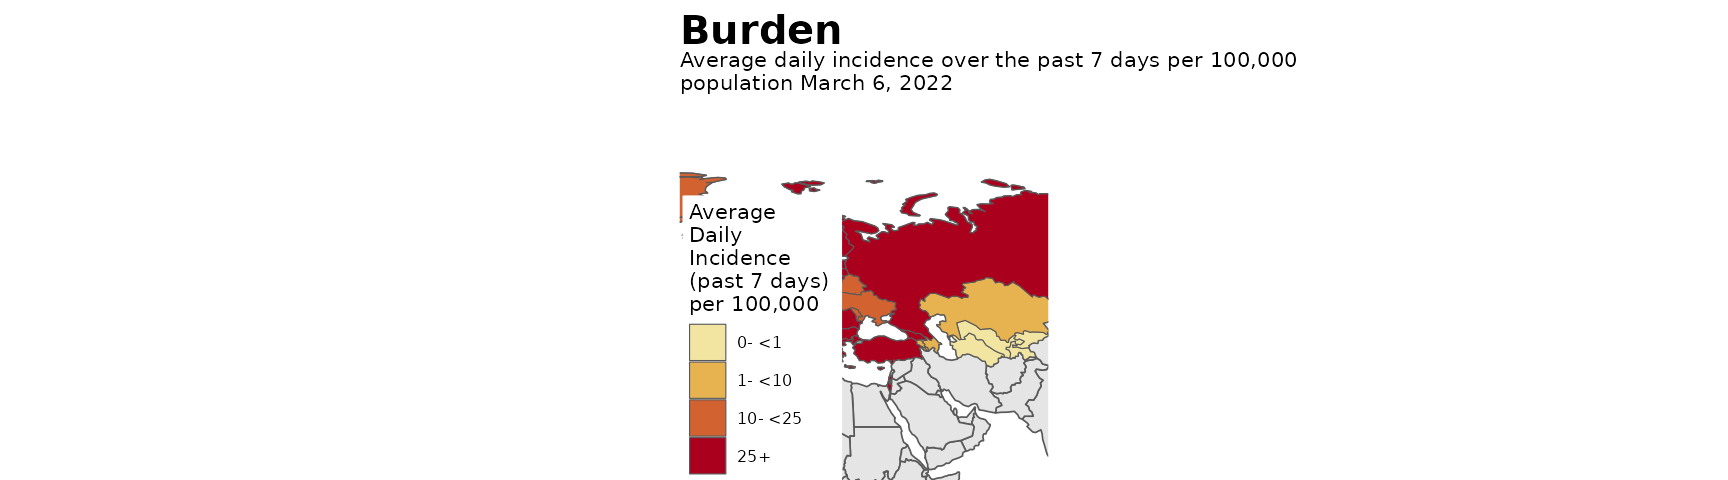 Burden
Average daily incidence over the past 7 days per 100,000
population March 6, 2022
Average
Daily
Incidence
(past 7 days)
per 100,000
0- <1
1- <10
10- <25
25+